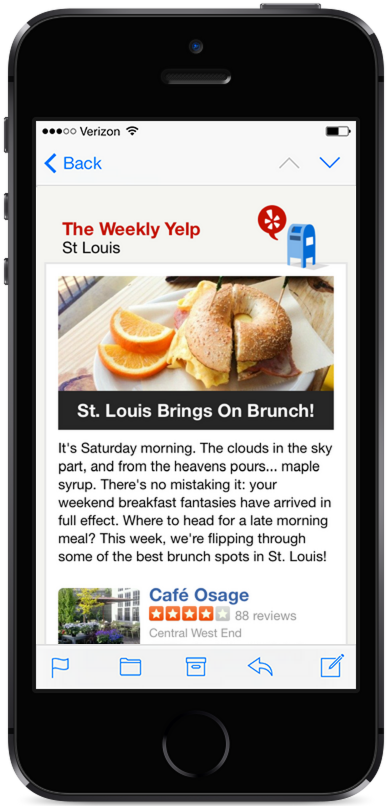 Verizon
Back
The Weekly Yelp
St Louis
St. Louis Brings On Brunch!
It's Saturday morning. The clouds in the sky
part, and from the heavens pours... maple
syrup. There's no mistaking it: your
weekend breakfast fantasies have arrived in
full effect. Where to head for a late morning
meal? This week, we're flipping through
some of the best brunch spots in St. Louis!
Café Osage
88 reviews
Central West End